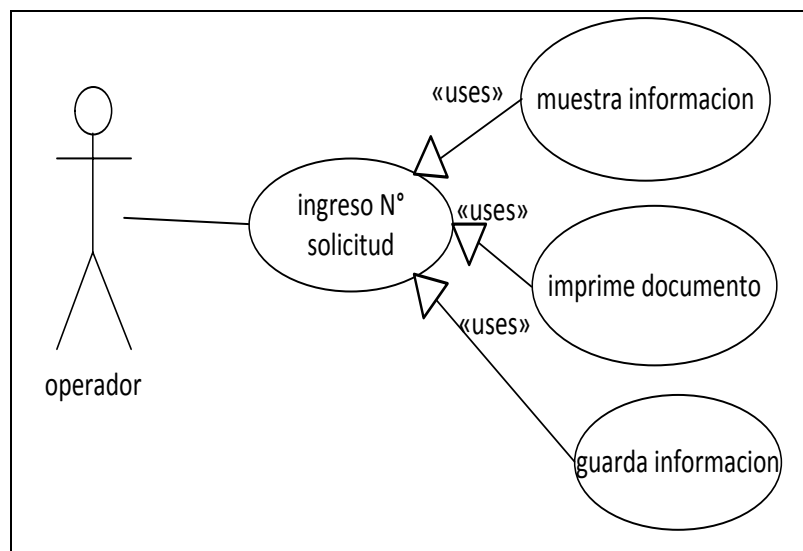 «uses»
muestra informacion
ingreso N°
solicitud
«uses»
imprime documento
«uses»
operador
guarda informacion